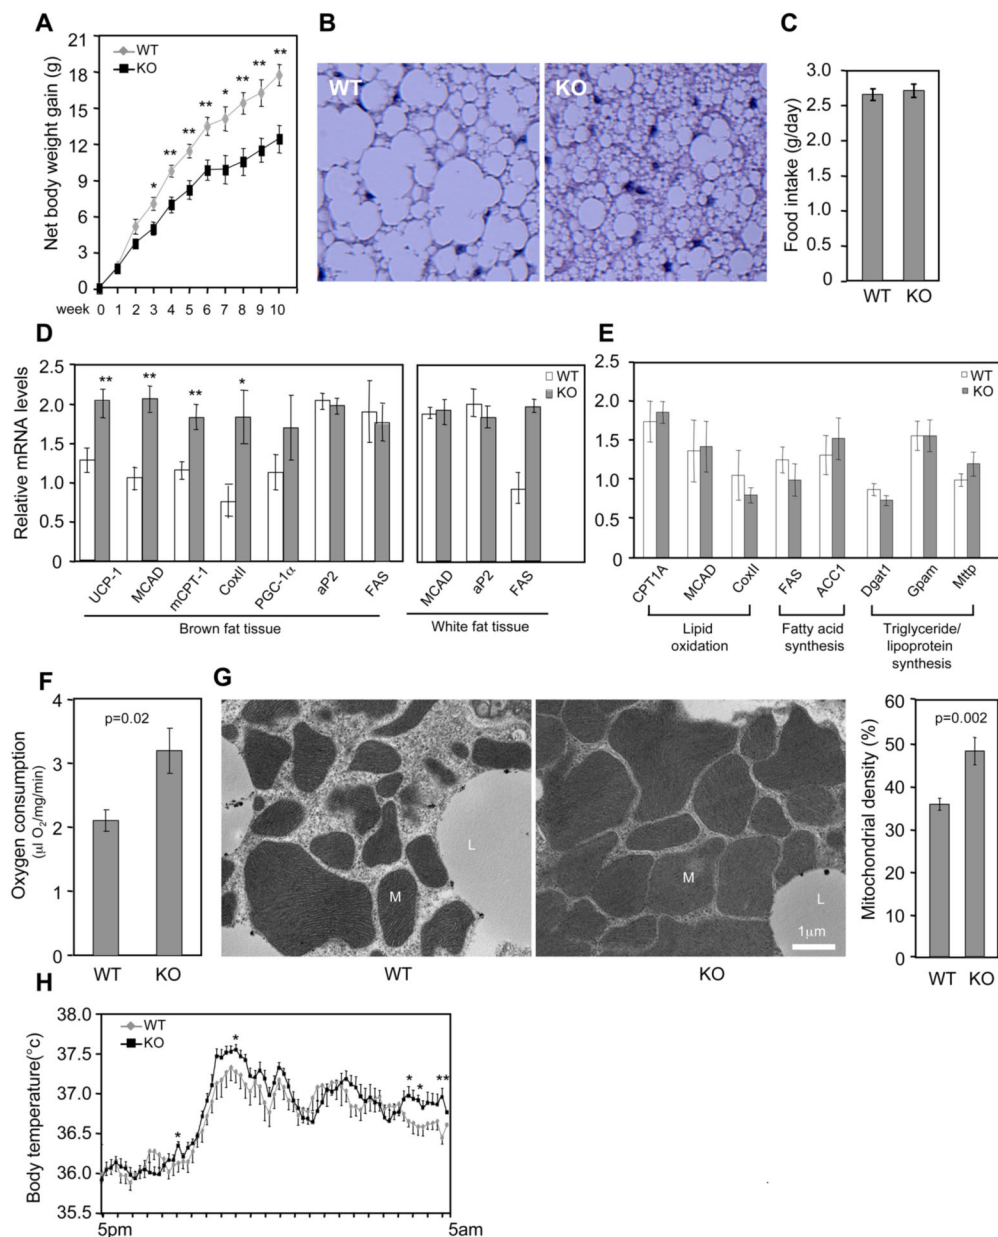 A
Net body weight gain (g)
21
18
15
12
9
6
3
0
WT
KO
* ** ** ** * ** ** **
week 0 1 2 3 4 5 6 7 8 9 10
B
WT
KO
C
Food intake (g/day)
3.0
2.5
2.0
1.5
1.0
0.5
0
WT KO
D
Relative mRNA levels
2.5
2.0
1.5
1.0
0.5
0
** ** ** *
UCP-1 MCAD mCPT-1 CoxII PGC-1α aP2 FAS
Brown fat tissue
WT
KO
MCAD aP2 FAS
White fat tissue
E
2.5
2.0
1.5
1.0
0.5
0
WT
KO
CPT1A MCAD CoxII FAS ACC1 Dgat1 Gpam Mttp
Lipid
oxidation
Fatty acid
synthesis
Triglyceride/
lipoprotein
synthesis
F
Oxygen consumption
(µl O₂/mg/min)
4
3
2
1
0
p=0.02
WT KO
G
M
L
WT
M
L
1µm
KO
Mitochondrial density (%)
60
50
40
30
20
10
0
p=0.002
WT KO
H
Body temperature(°c)
38.0
37.5
37.0
36.5
36.0
35.5
WT
KO
* * * * **
5pm 5am